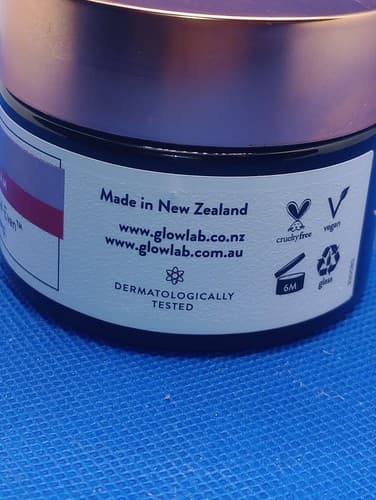 Made in New Zealand
www.glowlab.co.nz
www.glowlab.com.au
DERMATOLOGICALLY
TESTED
crueltyfree
vegan
6M
glass